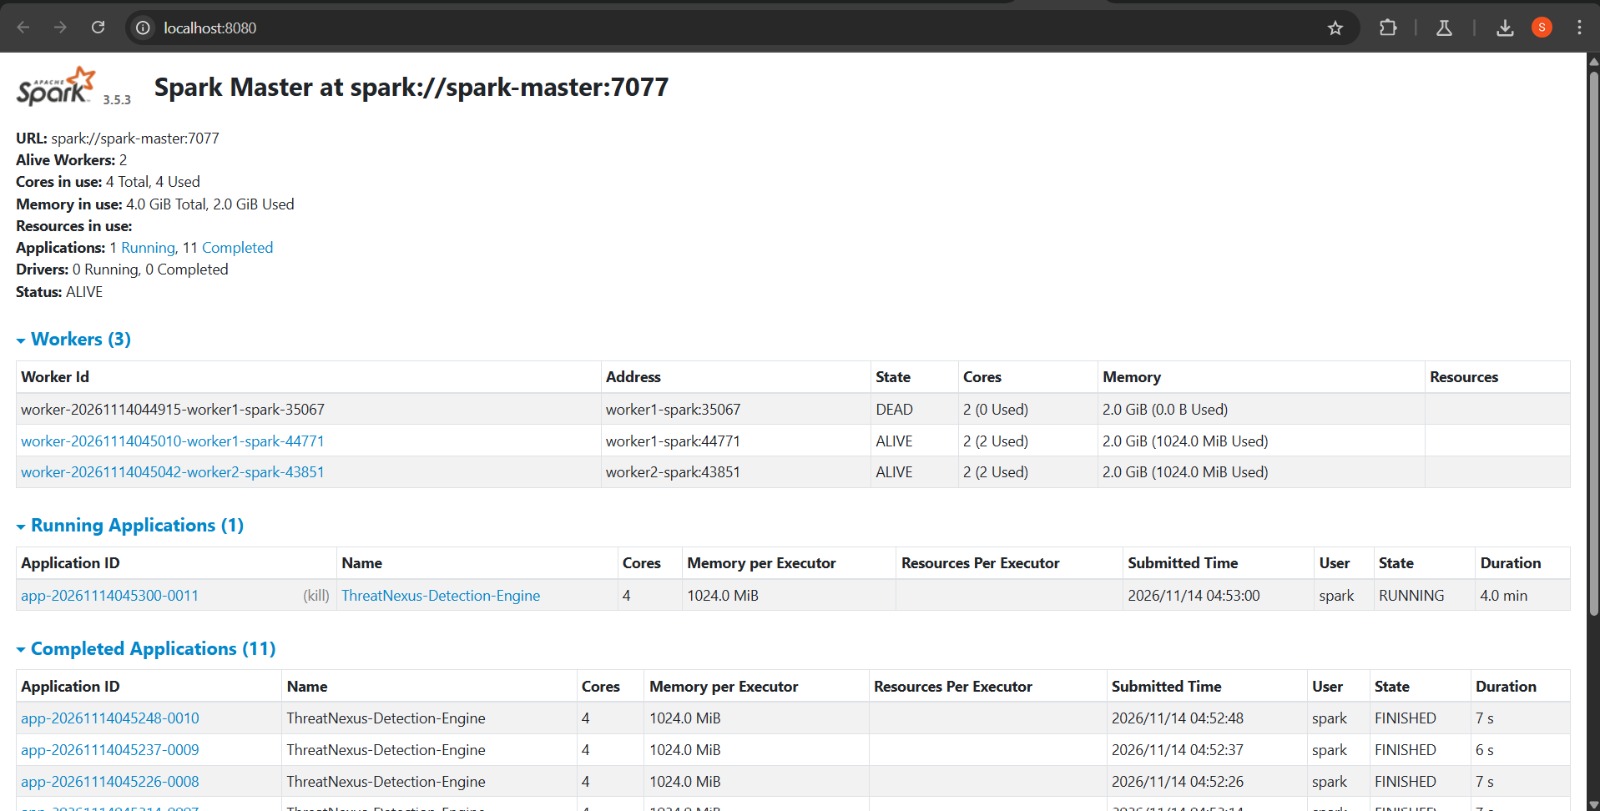 localhost:8080
S
APACHE
Spark 3.5.3
Spark Master at spark://spark-master:7077
URL: spark://spark-master:7077
Alive Workers: 2
Cores in use: 4 Total, 4 Used
Memory in use: 4.0 GiB Total, 2.0 GiB Used
Resources in use:
Applications: 1 Running, 11 Completed
Drivers: 0 Running, 0 Completed
Status: ALIVE
Workers (3)
Worker Id Address State Cores Memory Resources
worker-20261114044915-worker1-spark-35067 worker1-spark:35067 DEAD 2 (0 Used) 2.0 GiB (0.0 B Used)
worker-20261114045010-worker1-spark-44771 worker1-spark:44771 ALIVE 2 (2 Used) 2.0 GiB (1024.0 MiB Used)
worker-20261114045042-worker2-spark-43851 worker2-spark:43851 ALIVE 2 (2 Used) 2.0 GiB (1024.0 MiB Used)
Running Applications (1)
Application ID Name Cores Memory per Executor Resources Per Executor Submitted Time User State Duration
app-20261114045300-0011 (kill) ThreatNexus-Detection-Engine 4 1024.0 MiB 2026/11/14 04:53:00 spark RUNNING 4.0 min
Completed Applications (11)
Application ID Name Cores Memory per Executor Resources Per Executor Submitted Time User State Duration
app-20261114045248-0010 ThreatNexus-Detection-Engine 4 1024.0 MiB 2026/11/14 04:52:48 spark FINISHED 7 s
app-20261114045237-0009 ThreatNexus-Detection-Engine 4 1024.0 MiB 2026/11/14 04:52:37 spark FINISHED 6 s
app-20261114045226-0008 ThreatNexus-Detection-Engine 4 1024.0 MiB 2026/11/14 04:52:26 spark FINISHED 7 s